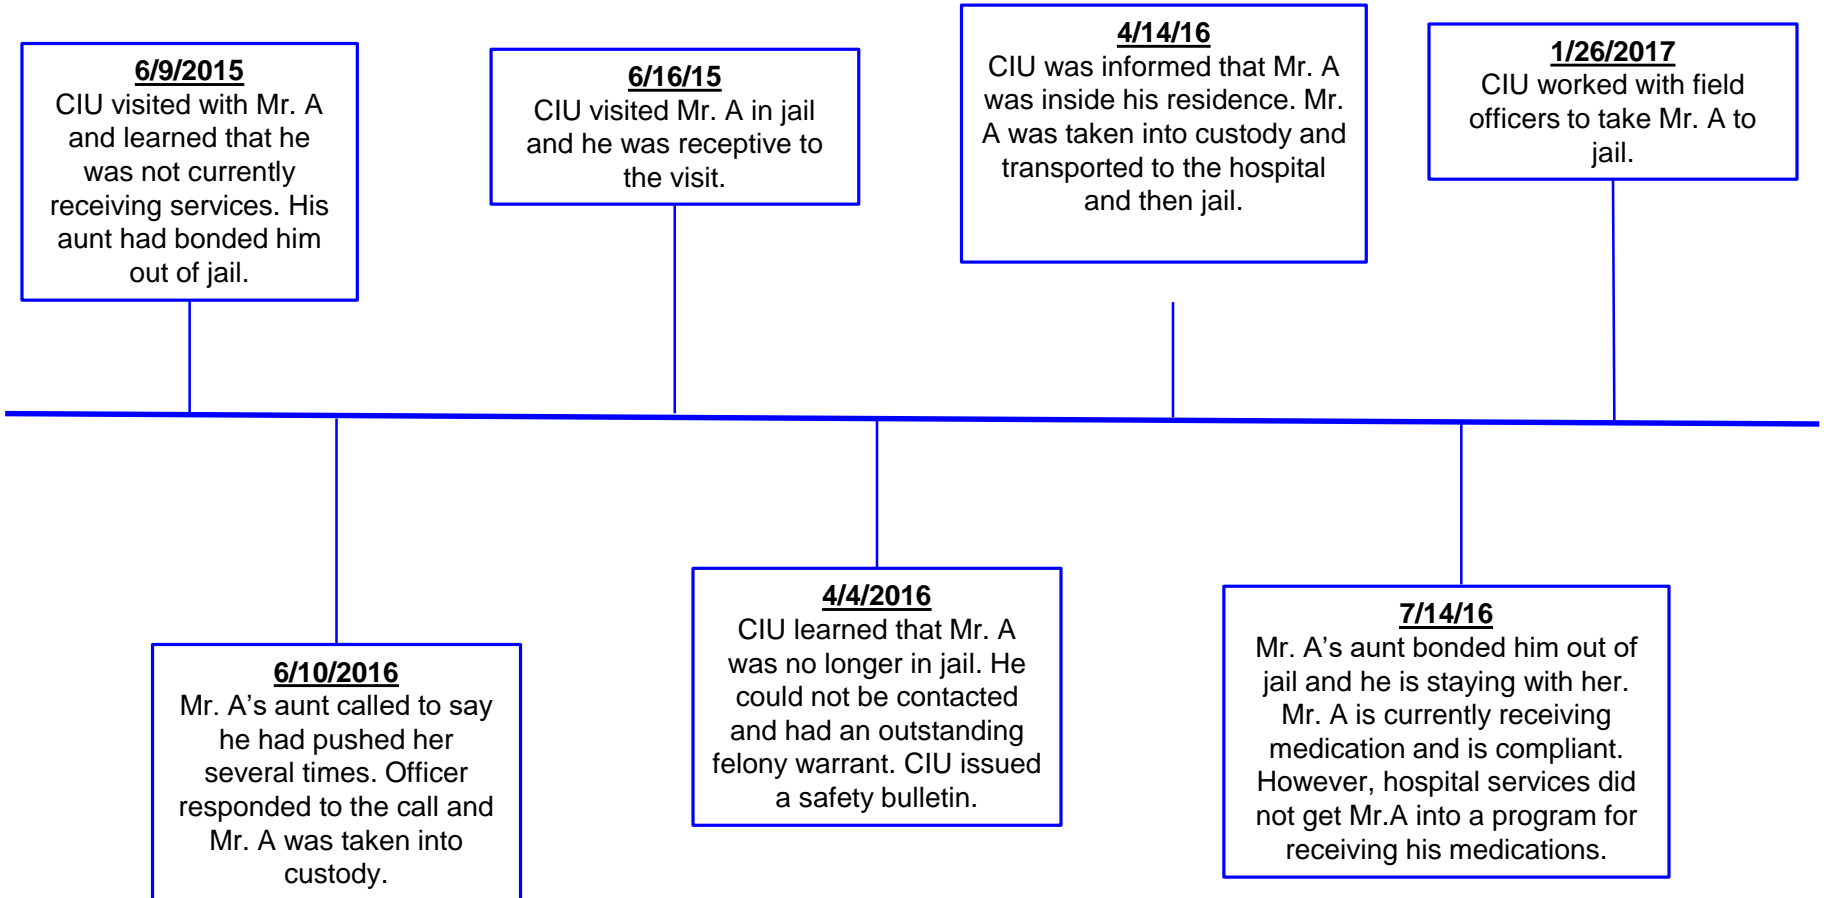 6/9/2015
CIU visited with Mr. A
and learned that he
was not currently
receiving services. His
aunt had bonded him
out of jail.
6/16/15
CIU visited Mr. A in jail
and he was receptive to
the visit.
4/14/16
CIU was informed that Mr. A
was inside his residence. Mr.
A was taken into custody and
transported to the hospital
and then jail.
1/26/2017
CIU worked with field
officers to take Mr. A to
jail.
6/10/2016
Mr. A’s aunt called to say
he had pushed her
several times. Officer
responded to the call and
Mr. A was taken into
custody.
4/4/2016
CIU learned that Mr. A
was no longer in jail. He
could not be contacted
and had an outstanding
felony warrant. CIU issued
a safety bulletin.
7/14/16
Mr. A’s aunt bonded him out of
jail and he is staying with her.
Mr. A is currently receiving
medication and is compliant.
However, hospital services did
not get Mr.A into a program for
receiving his medications.